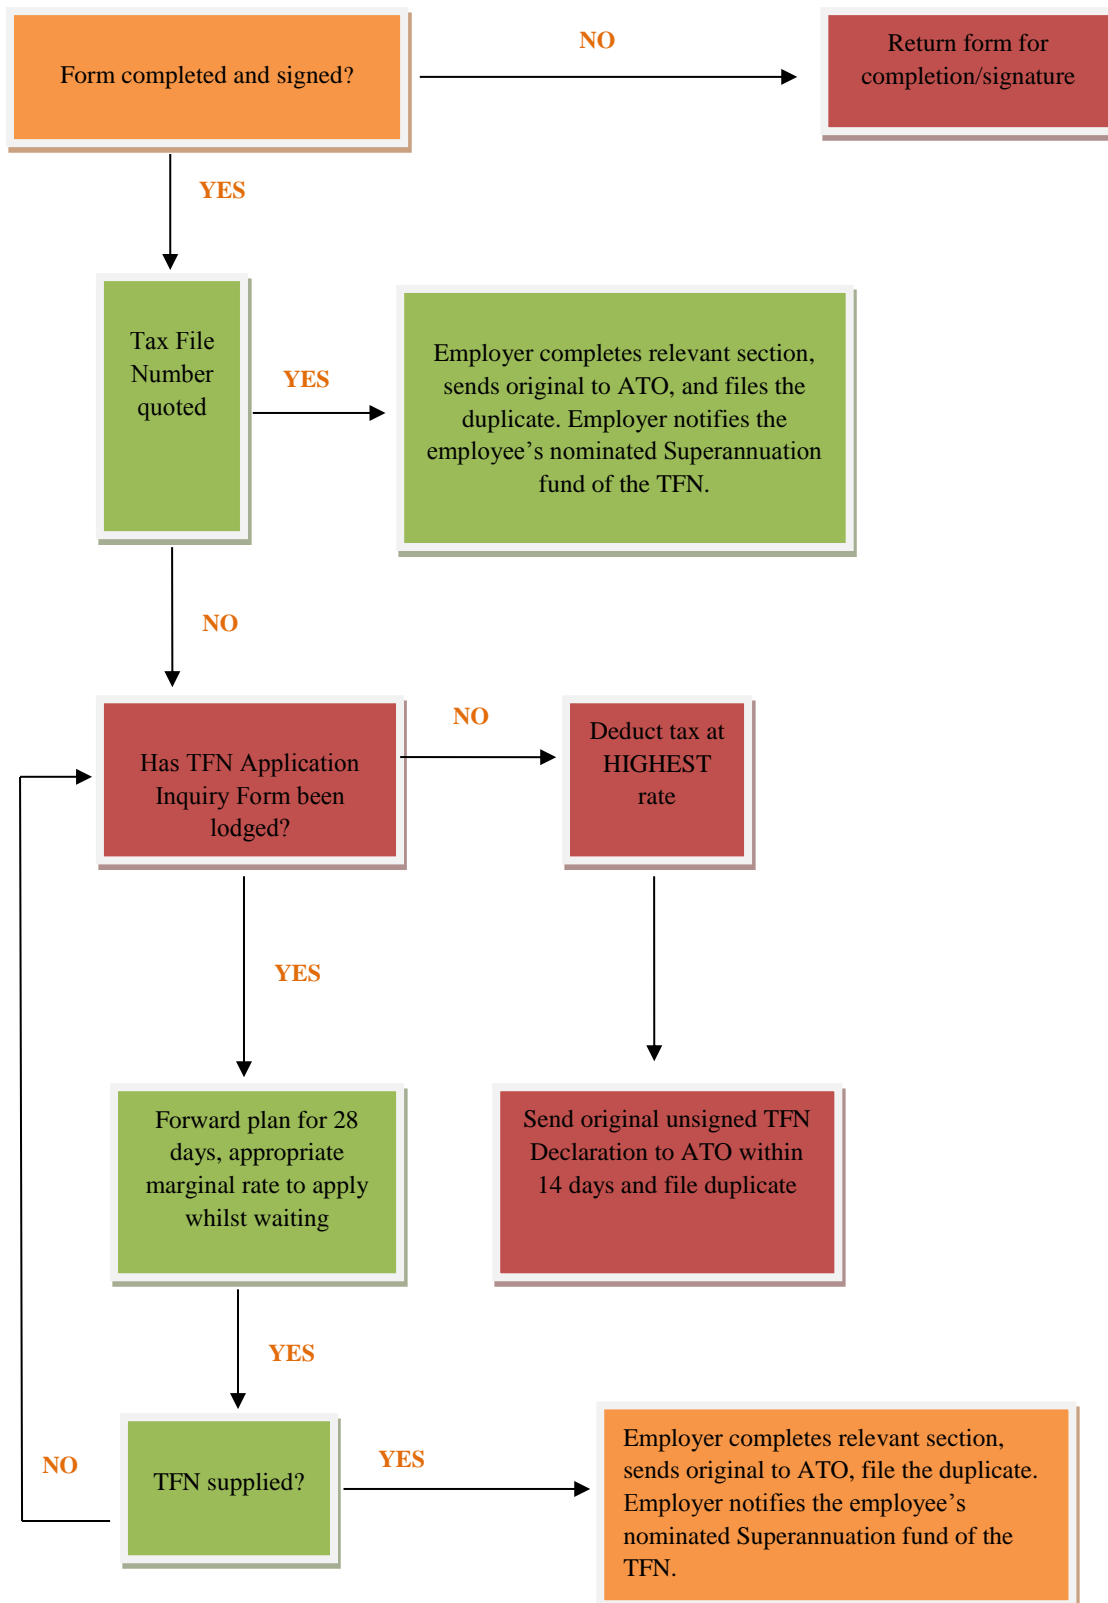 Form completed and signed?
NO
Return form for
completion/signature
YES
Tax File
Number
quoted
YES
Employer completes relevant section,
sends original to ATO, and files the
duplicate. Employer notifies the
employee’s nominated Superannuation
fund of the TFN.
NO
Has TFN Application
Inquiry Form been
lodged?
NO
Deduct tax at
HIGHEST
rate
YES
Forward plan for 28
days, appropriate
marginal rate to apply
whilst waiting
Send original unsigned TFN
Declaration to ATO within
14 days and file duplicate
YES
NO
TFN supplied?
YES
Employer completes relevant section,
sends original to ATO, file the duplicate.
Employer notifies the employee’s
nominated Superannuation fund of the
TFN.